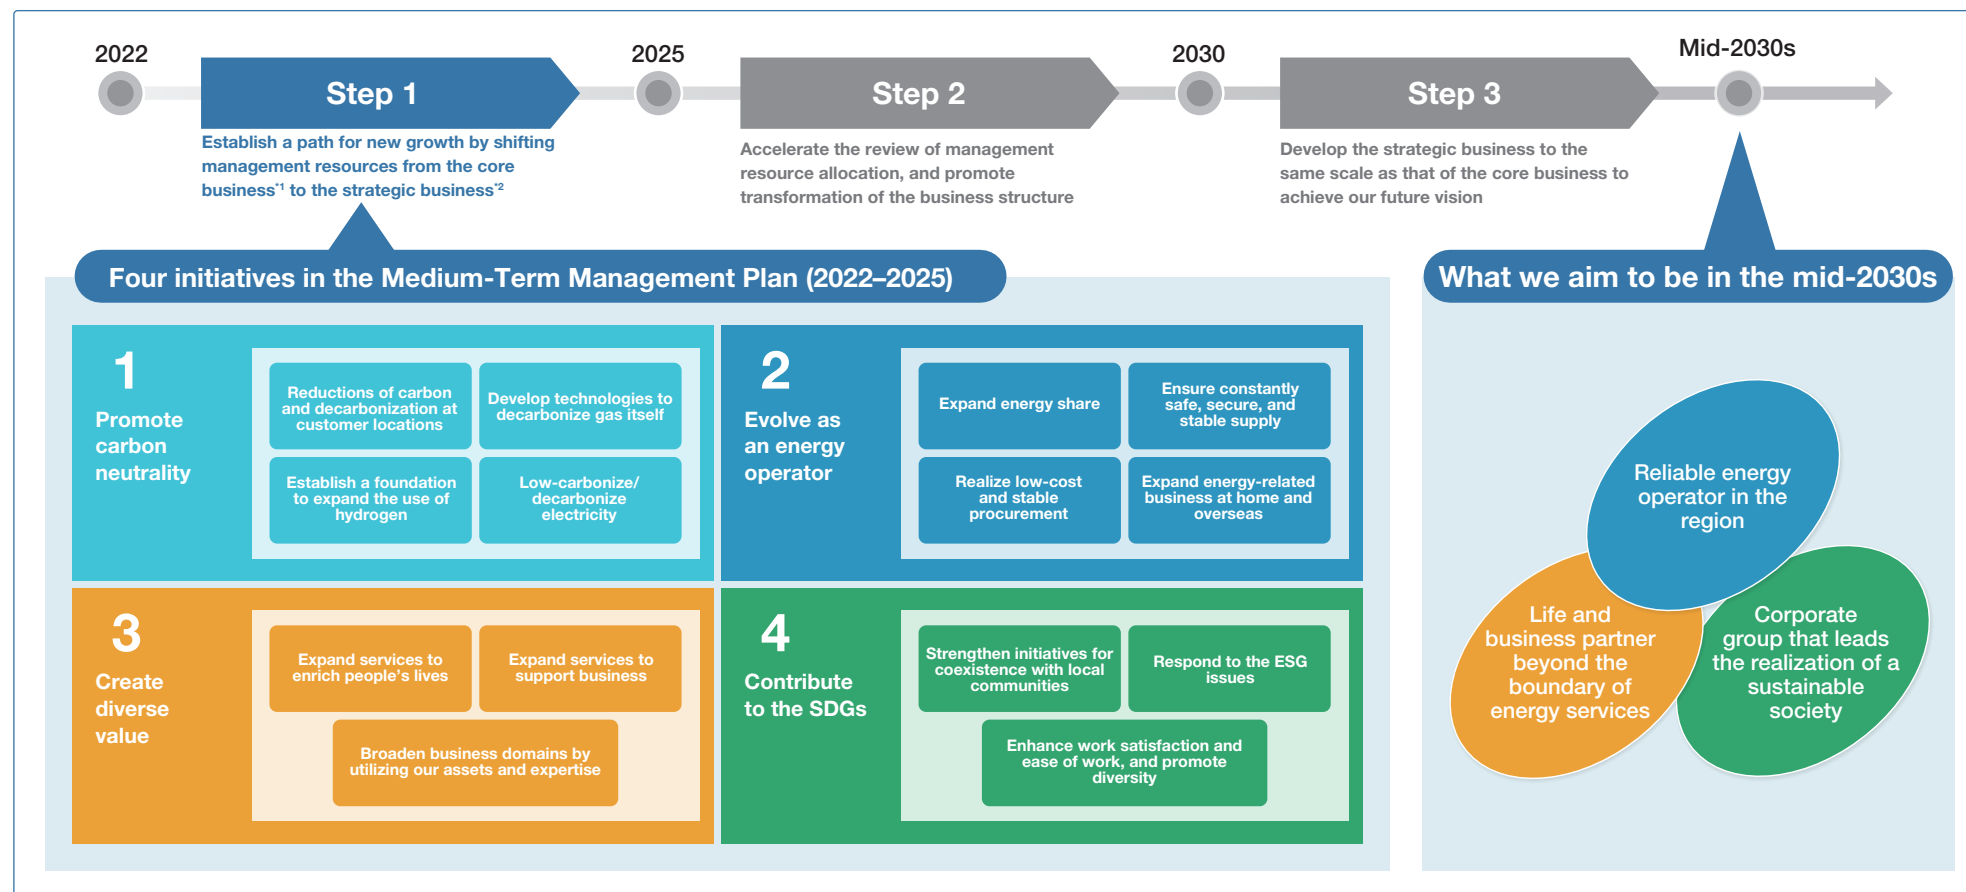 2022
Step 1
2025
Step 2
2030
Step 3
Mid-2030s
Establish a path for new growth by shifting
management resources from the core
business*1 to the strategic business*2
Accelerate the review of management
resource allocation, and promote
transformation of the business structure
Develop the strategic business to the
same scale as that of the core business to
achieve our future vision
Four initiatives in the Medium-Term Management Plan (2022–2025)
1
Promote
carbon
neutrality
Reductions of carbon
and decarbonization at
customer locations
Develop technologies to
decarbonize gas itself
Establish a foundation
to expand the use of
hydrogen
Low-carbonize/
decarbonize
electricity
2
Evolve as
an energy
operator
Expand energy share
Ensure constantly
safe, secure, and
stable supply
Realize low-cost
and stable
procurement
Expand energy-related
business at home and
overseas
3
Create
diverse
value
Expand services to
enrich people's lives
Expand services to
support business
Broaden business domains by
utilizing our assets and expertise
4
Contribute
to the SDGs
Strengthen initiatives for
coexistence with local
communities
Respond to the ESG
issues
Enhance work satisfaction and
ease of work, and promote
diversity
What we aim to be in the mid-2030s
Reliable energy
operator in the
region
Life and
business partner
beyond the
boundary of
energy services
Corporate
group that leads
the realization of a
sustainable
society